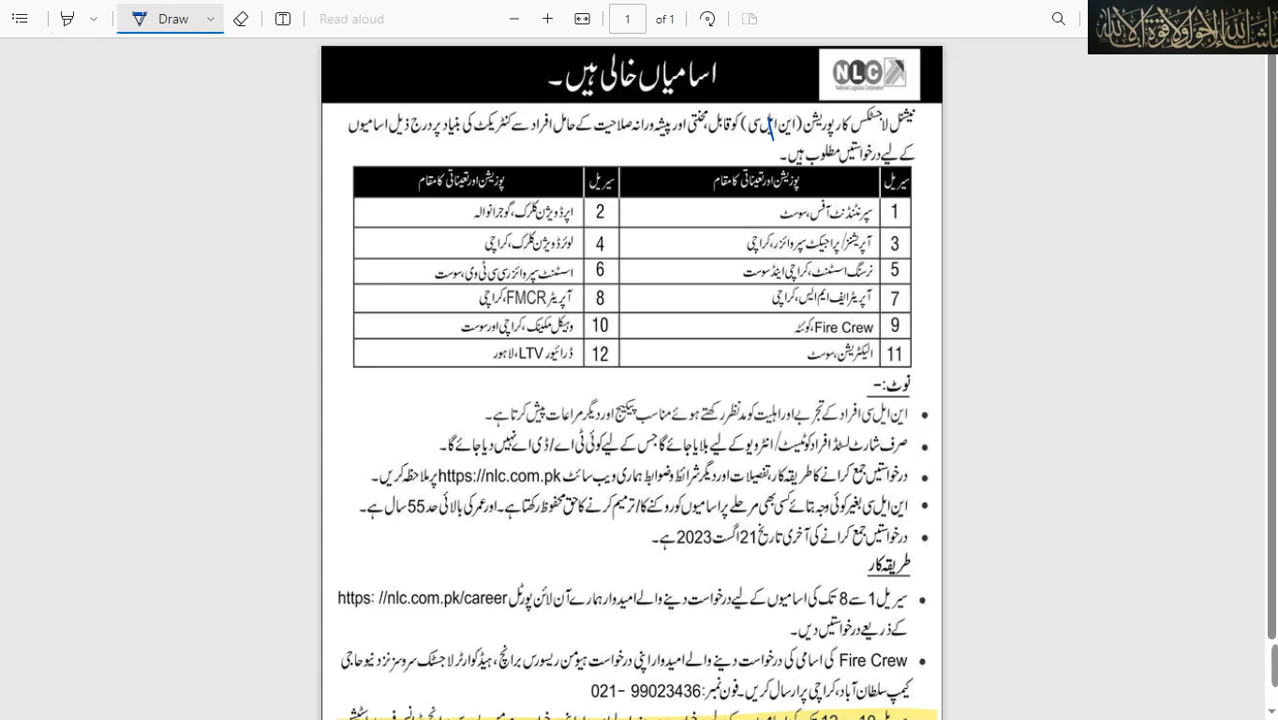 Draw
Read aloud
1 of 1
اسامیاں خالی ہیں۔
NLC
National Logistics Corporation
نیشنل لاجسٹکس کارپوریشن (این ایل سی) کو قابل، محنتی اور پیشہ ورانہ صلاحیت کے حامل افراد سے کنٹریکٹ کی بنیاد پر درج ذیل اسامیوں
کے لیے درخواستیں مطلوب ہیں۔
سیریل پوزیشن اور تعیناتی کا مقام سیریل پوزیشن اور تعیناتی کا مقام
1 سپرنٹنڈنٹ آفس، سوست 2 اپر ڈویژن کلرک، گوجرانوالہ
3 آپریشنز/پراجیکٹ سپروائزر، کراچی 4 لوئر ڈویژن کلرک، کراچی
5 نرسنگ اسسٹنٹ، کراچی اینڈ سوست 6 اسسٹنٹ سپروائزر سی سی ٹی وی، سوست
7 آپریٹر ایف ایم ایس، کراچی 8 آپریٹر FMCR، کراچی
9 Fire Crew، کوئٹہ 10 وہیکل مکینک، کراچی اور سوست
11 الیکٹریشن، سوست 12 ڈرائیور LTV، لاہور
نوٹ:-
این ایل سی افراد کے تجربے اور اہلیت کو مدنظر رکھتے ہوئے مناسب پیکیج اور دیگر مراعات پیش کرتا ہے۔
صرف شارٹ لسٹڈ افراد کو ٹیسٹ/انٹرویو کے لیے بلایا جائے گا جس کے لیے کوئی ٹی اے/ڈی اے نہیں دیا جائے گا۔
درخواستیں جمع کرانے کا طریقہ کار، تفصیلات اور دیگر شرائط و ضوابط ہماری ویب سائٹ https://nlc.com.pk پر ملاحظہ کریں۔
این ایل سی بغیر کوئی وجہ بتائے کسی بھی مرحلے پر اسامیوں کو روکنے کا/ترمیم کرنے کا حق محفوظ رکھتا ہے۔ اور عمر کی بالائی حد 55 سال ہے۔
درخواستیں جمع کرانے کی آخری تاریخ 21 اگست 2023 ہے۔
طریقہ کار
سیریل 1 سے 8 تک کی اسامیوں کے لیے درخواست دینے والے امیدوار ہمارے آن لائن پورٹل https: //nlc.com.pk/career
کے ذریعے درخواستیں دیں۔
Fire Crew کی اسامی کی درخواست دینے والے امیدوار اپنی درخواست ہیومن ریسورس برانچ، ہیڈ کوارٹر لاجسٹک سروسز نزد نیو حاجی
کیمپ سلطان آباد، کراچی پر ارسال کریں۔ فون نمبر: 99023436 -021